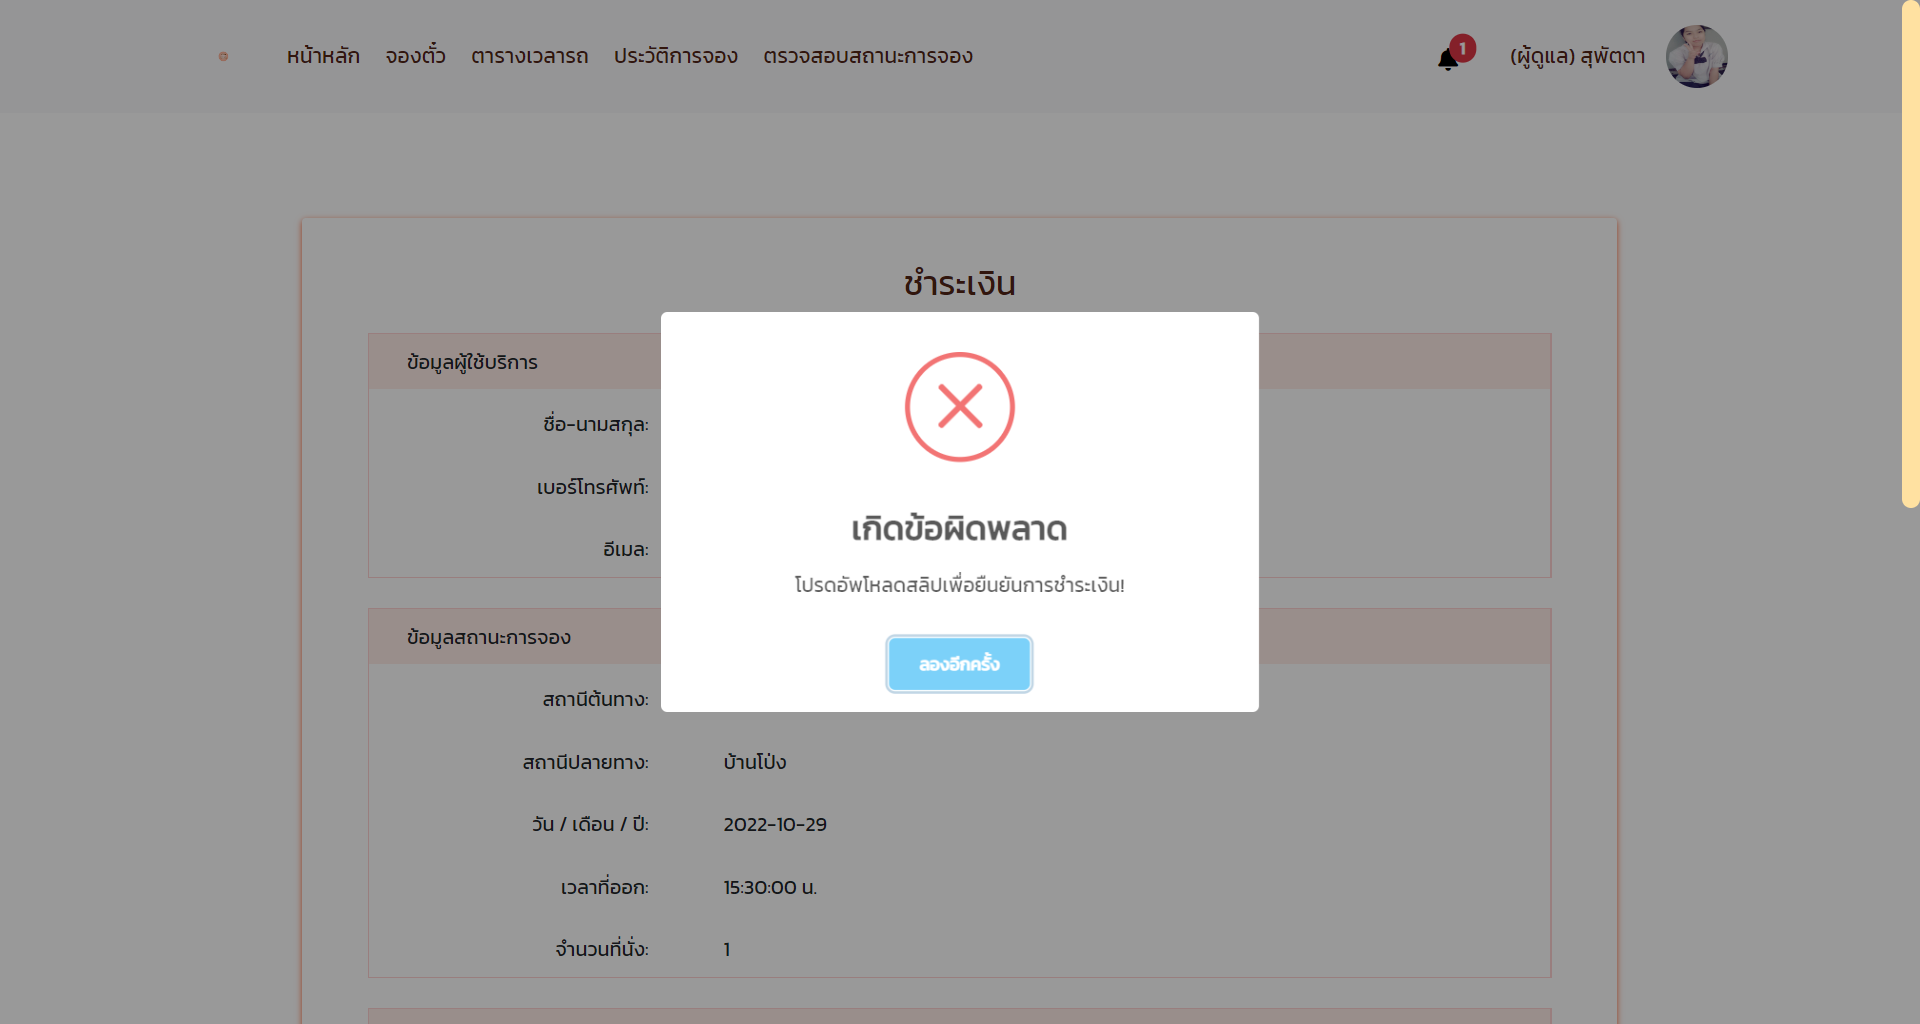 หน้าหลัก จองตั๋ว ตารางเวลารถ ประวัติการจอง ตรวจสอบสถานะการจอง 1 (ผู้ดูแล) สุพัตตา
ชำระเงิน
ข้อมูลผู้ใช้บริการ
ชื่อ-นามสกุล:
เบอร์โทรศัพท์:
อีเมล:
เกิดข้อผิดพลาด
โปรดอัพโหลดสลิปเพื่อยืนยันการชำระเงิน!
ลองอีกครั้ง
ข้อมูลสถานะการจอง
สถานีต้นทาง:
สถานีปลายทาง: บ้านโป่ง
วัน / เดือน / ปี: 2022-10-29
เวลาที่ออก: 15:30:00 น.
จำนวนที่นั่ง: 1